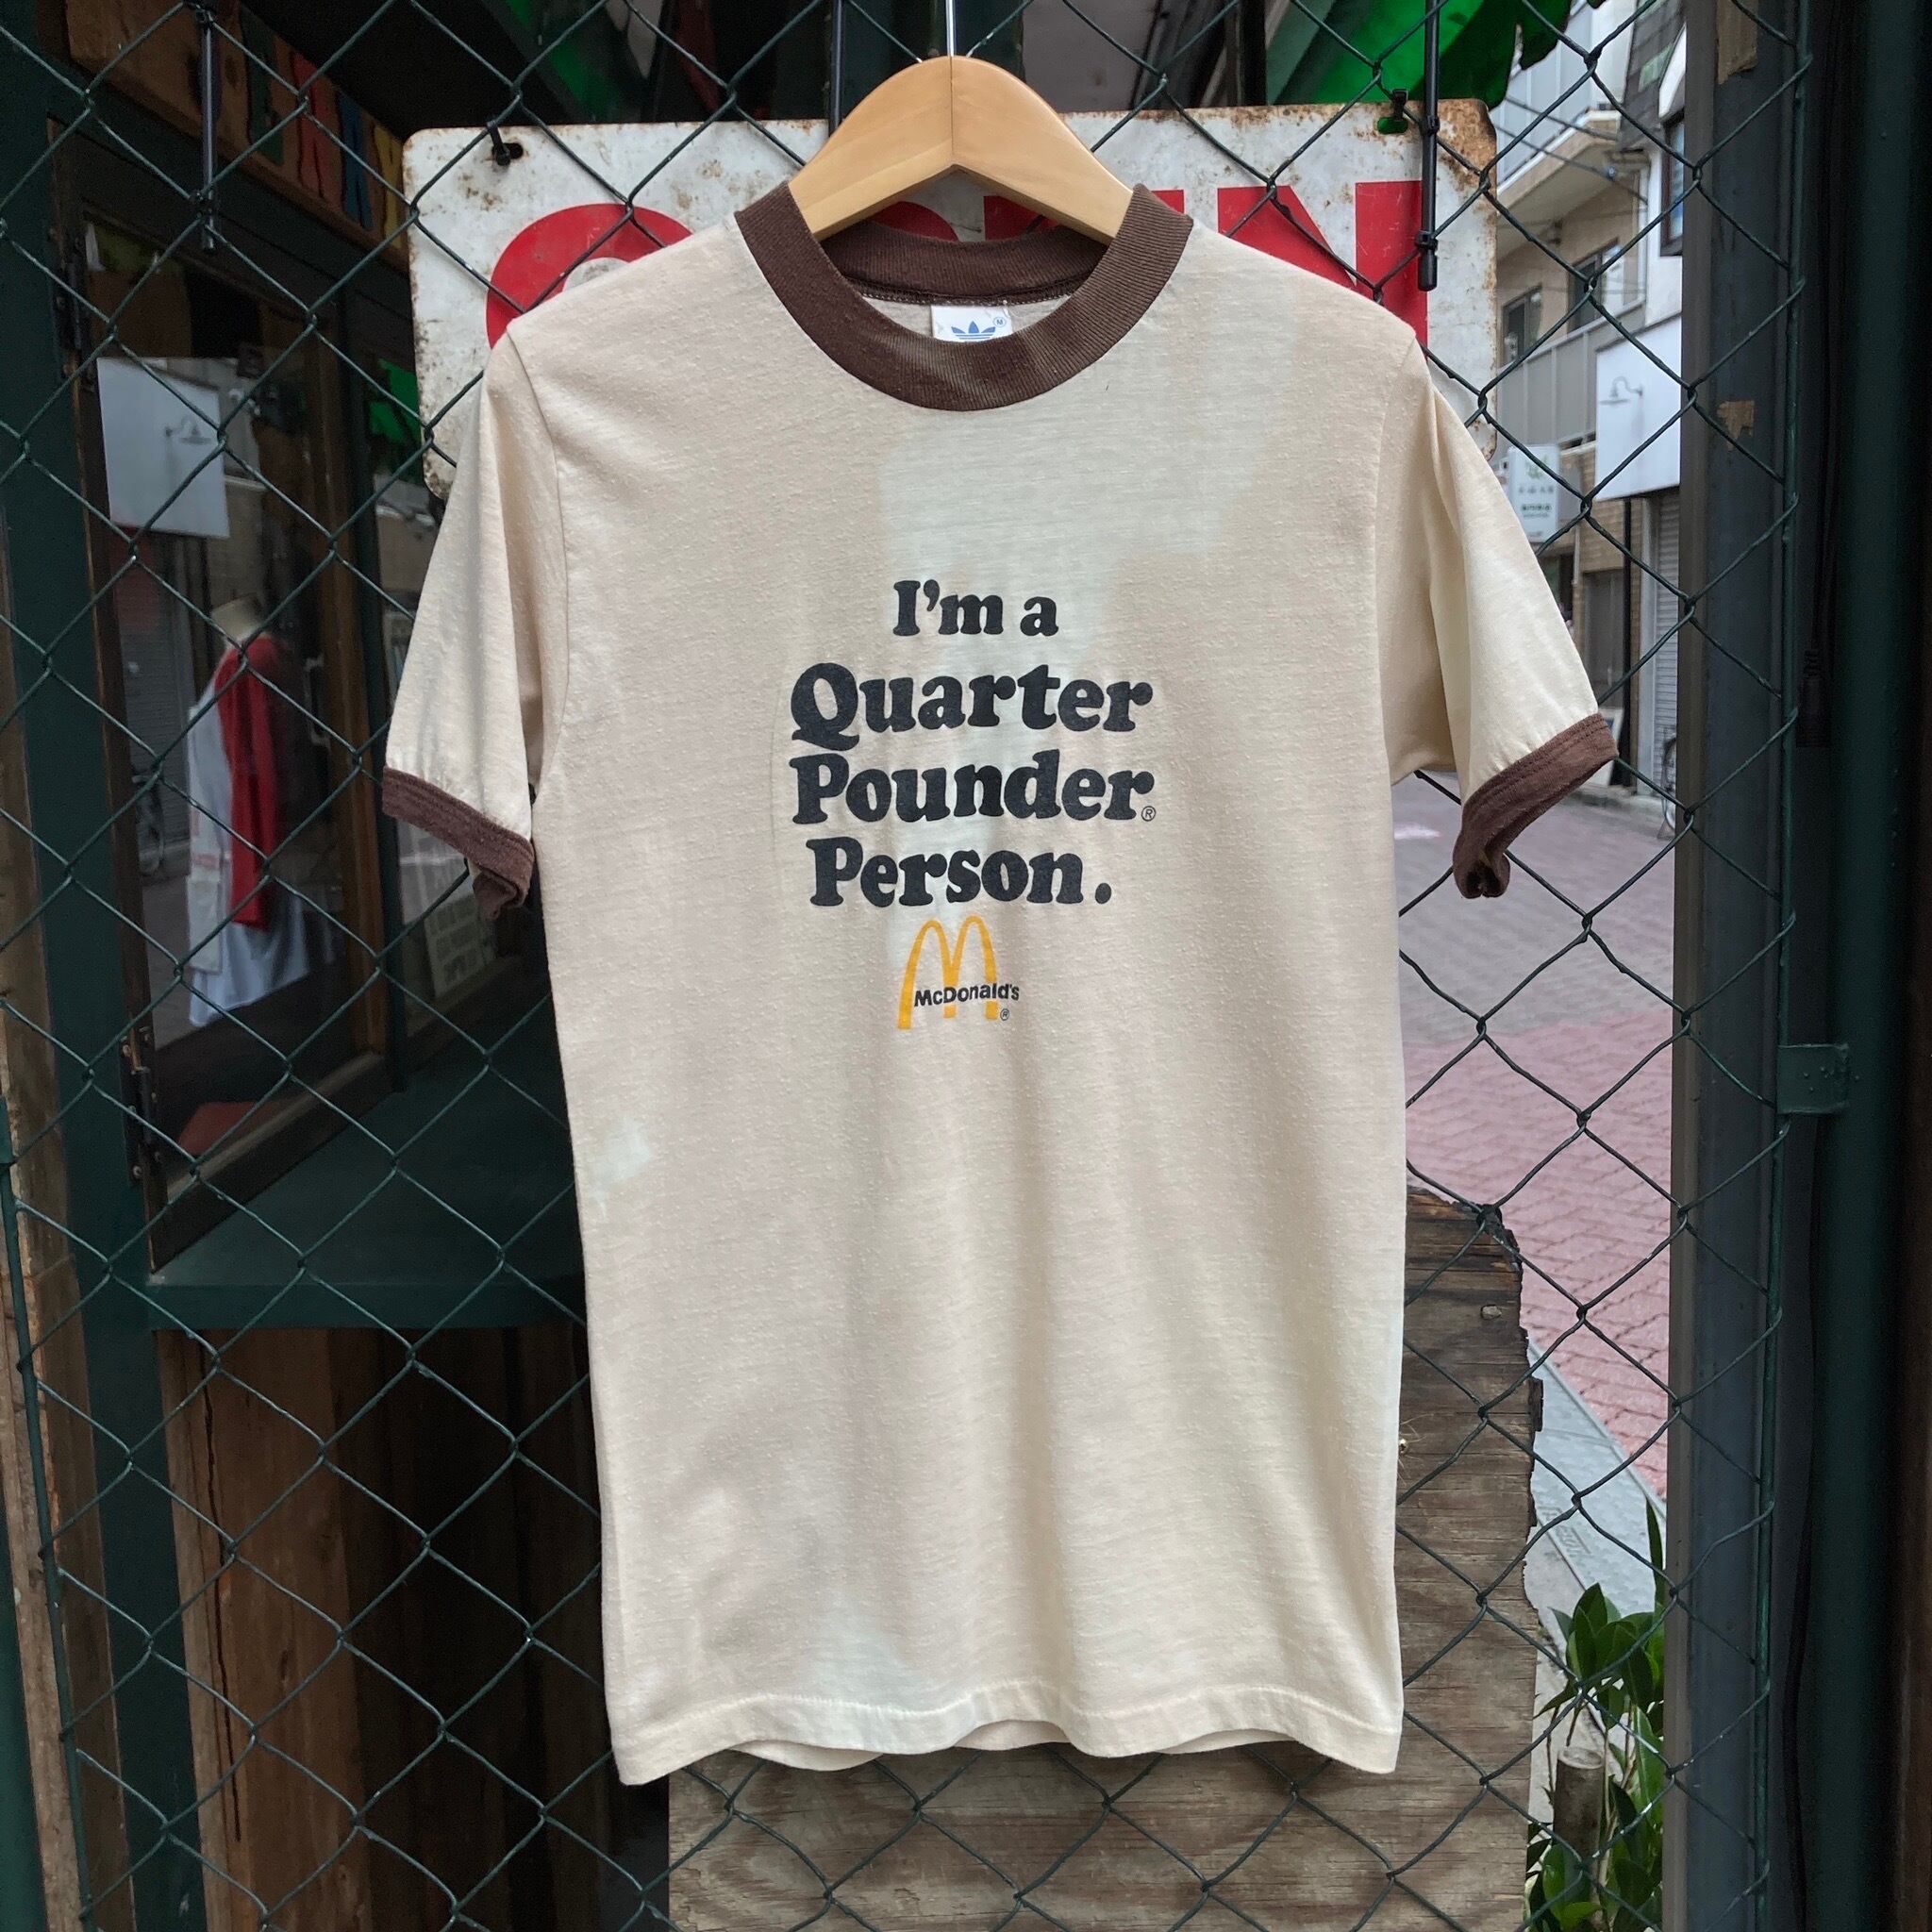 I'm a
Quarter
Pounder®
Person.
McDonald's
®